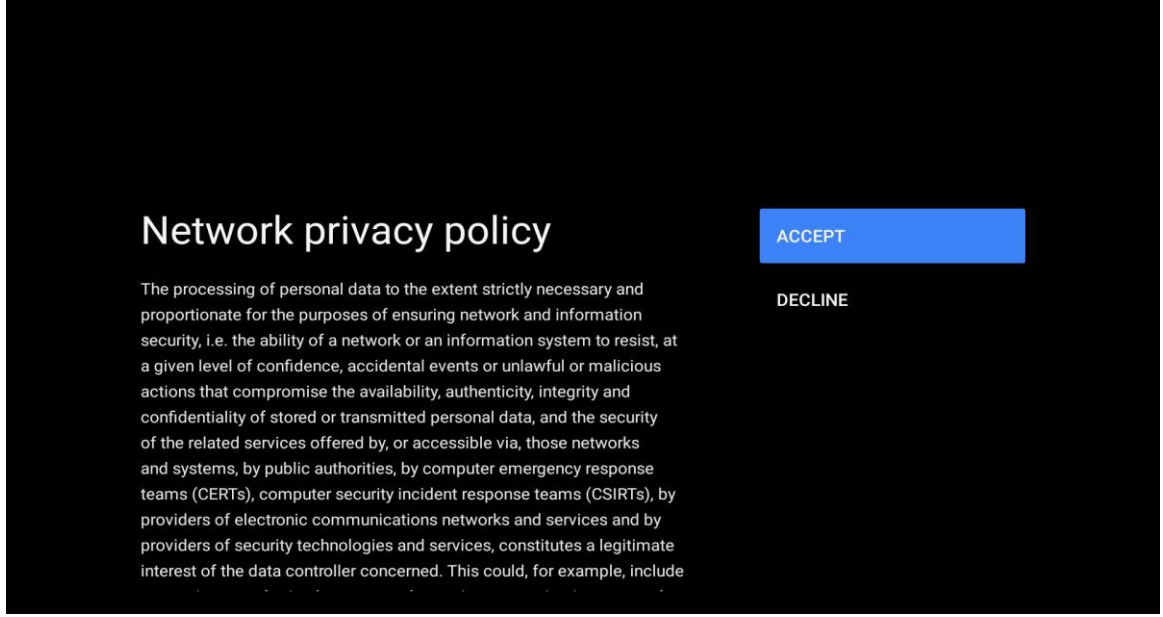 Network privacy policy
The processing of personal data to the extent strictly necessary and
proportionate for the purposes of ensuring network and information
security, i.e. the ability of a network or an information system to resist, at
a given level of confidence, accidental events or unlawful or malicious
actions that compromise the availability, authenticity, integrity and
confidentiality of stored or transmitted personal data, and the security
of the related services offered by, or accessible via, those networks
and systems, by public authorities, by computer emergency response
teams (CERTs), computer security incident response teams (CSIRTs), by
providers of electronic communications networks and services and by
providers of security technologies and services, constitutes a legitimate
interest of the data controller concerned. This could, for example, include
ACCEPT
DECLINE